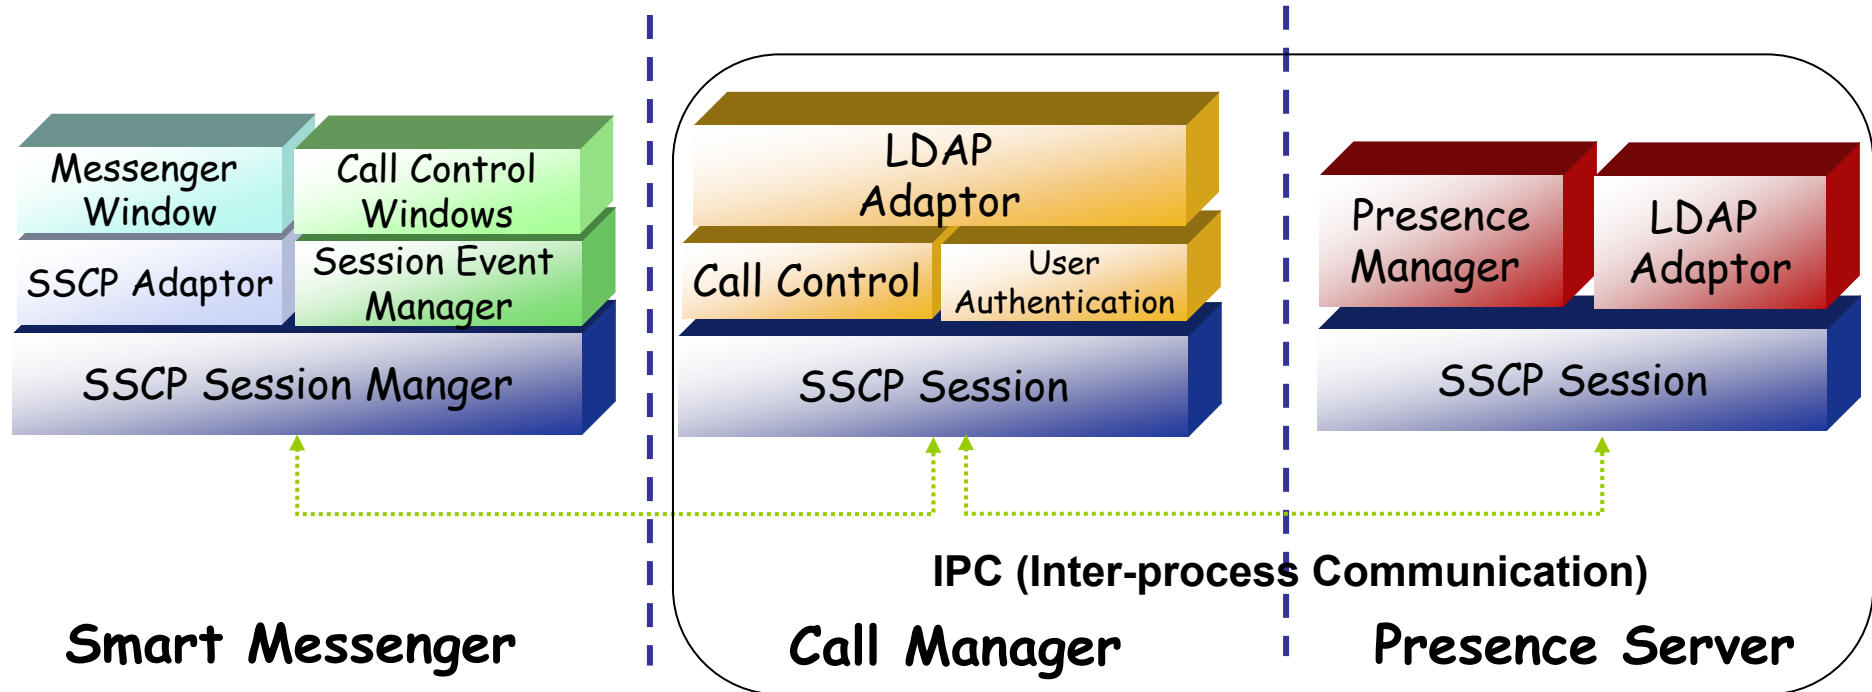 Messenger
Window
Call Control
Windows
SSCP Adaptor
Session Event
Manager
SSCP Session Manger
LDAP
Adaptor
Call Control
User
Authentication
SSCP Session
Presence
Manager
LDAP
Adaptor
SSCP Session
IPC (Inter-process Communication)
Smart Messenger
Call Manager
Presence Server